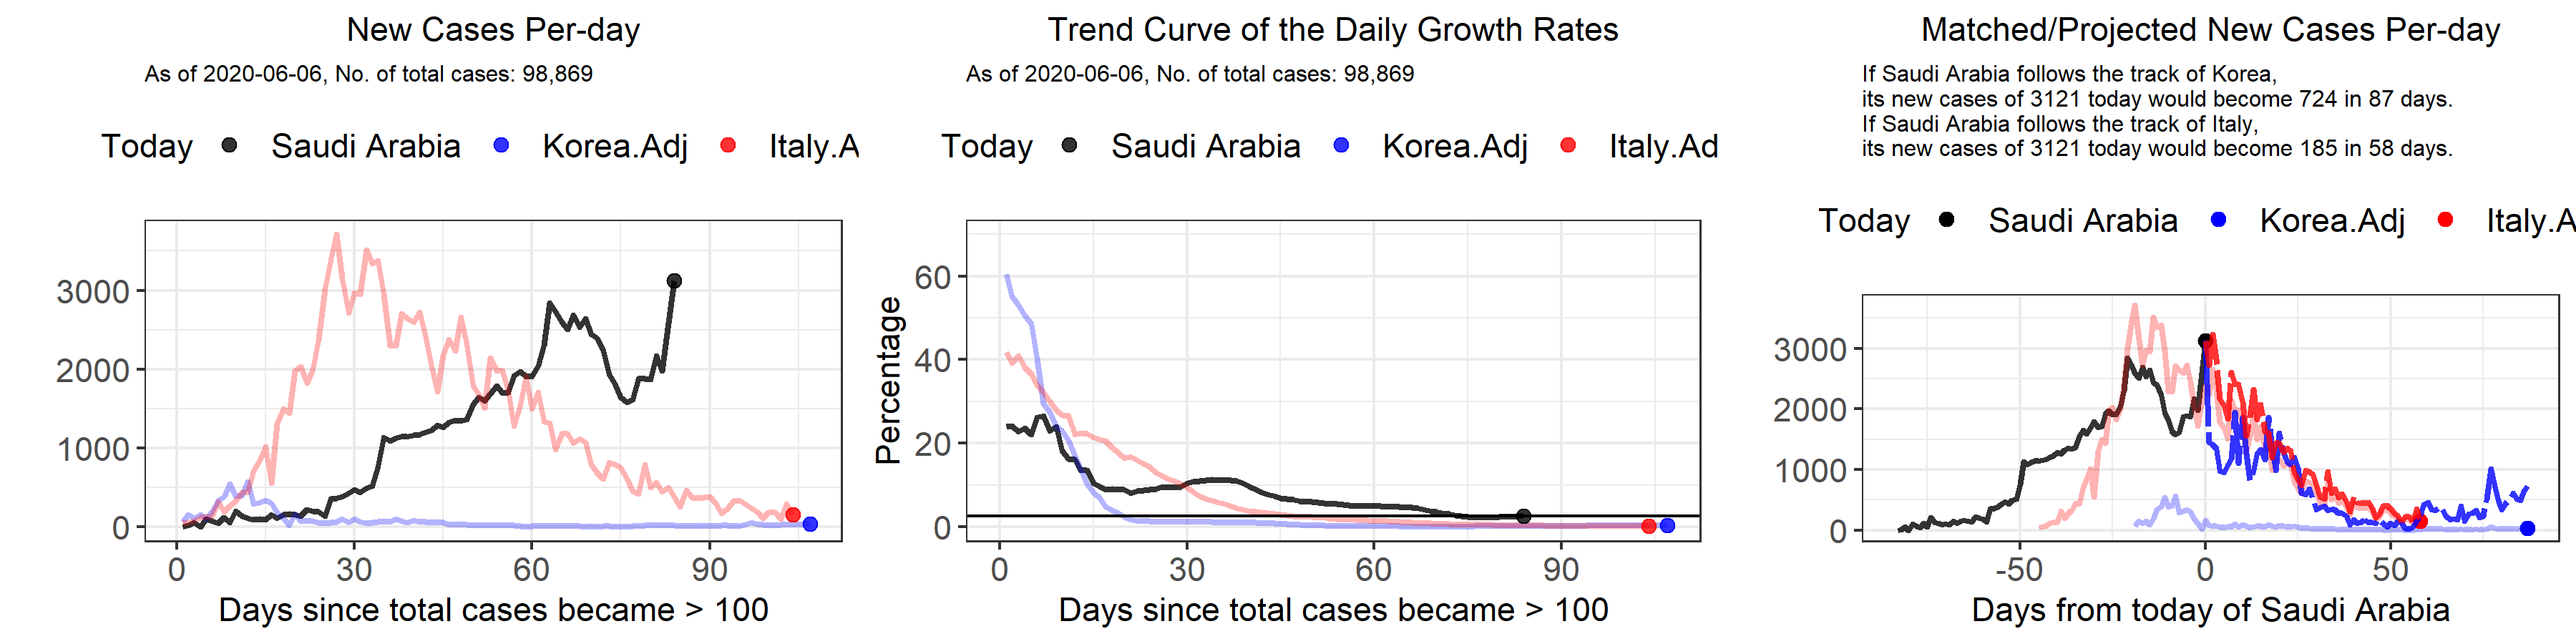 New Cases Per-day
As of 2020-06-06, No. of total cases: 98,869
Today Saudi Arabia Korea.Adj Italy.A
3000
2000
1000
0
0 30 60 90
Days since total cases became > 100
Trend Curve of the Daily Growth Rates
As of 2020-06-06, No. of total cases: 98,869
Today Saudi Arabia Korea.Adj Italy.Ad
Percentage
60
40
20
0
0 30 60 90
Days since total cases became > 100
Matched/Projected New Cases Per-day
If Saudi Arabia follows the track of Korea,
its new cases of 3121 today would become 724 in 87 days.
If Saudi Arabia follows the track of Italy,
its new cases of 3121 today would become 185 in 58 days.
Today Saudi Arabia Korea.Adj Italy.A
3000
2000
1000
0
-50 0 50
Days from today of Saudi Arabia